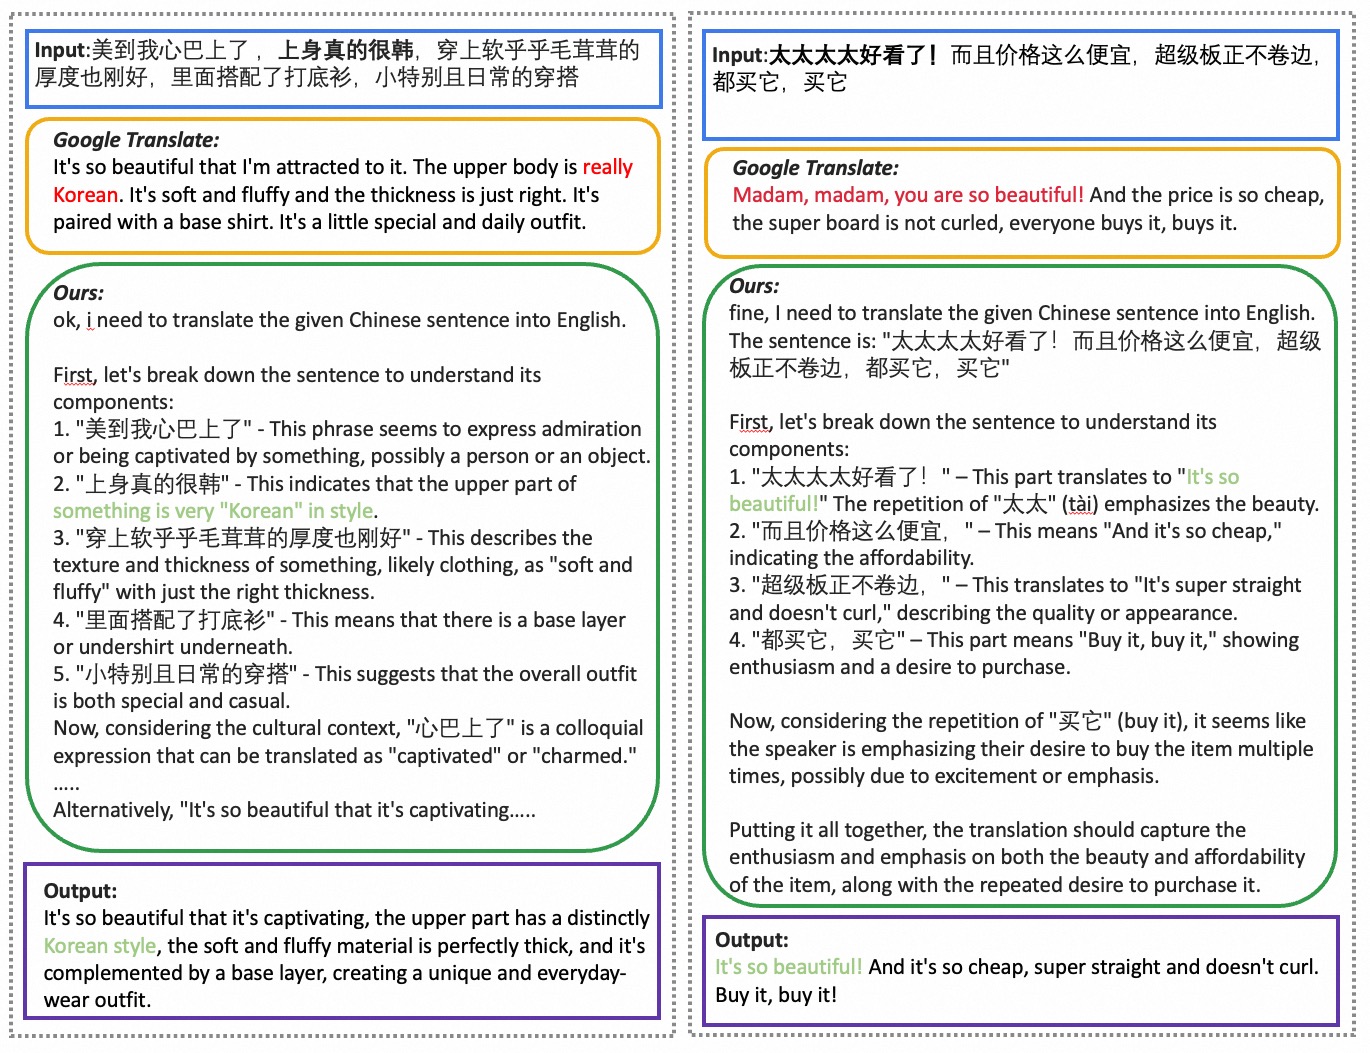 Input:美到我心巴上了 ，上身真的很韩，穿上软乎乎毛茸茸的
厚度也刚好，里面搭配了打底衫，小特别且日常的穿搭
Google Translate:
It's so beautiful that I'm attracted to it. The upper body is really
Korean. It's soft and fluffy and the thickness is just right. It's
paired with a base shirt. It's a little special and daily outfit.
Ours:
ok, i need to translate the given Chinese sentence into English.
First, let's break down the sentence to understand its
components:
1. "美到我心巴上了" - This phrase seems to express admiration
or being captivated by something, possibly a person or an object.
2. "上身真的很韩" - This indicates that the upper part of
something is very "Korean" in style.
3. "穿上软乎乎毛茸茸的厚度也刚好" - This describes the
texture and thickness of something, likely clothing, as "soft and
fluffy" with just the right thickness.
4. "里面搭配了打底衫" - This means that there is a base layer
or undershirt underneath.
5. "小特别且日常的穿搭" - This suggests that the overall outfit
is both special and casual.
Now, considering the cultural context, "心巴上了" is a colloquial
expression that can be translated as "captivated" or "charmed."
.....
Alternatively, "It's so beautiful that it's captivating.....
Output:
It's so beautiful that it's captivating, the upper part has a distinctly
Korean style, the soft and fluffy material is perfectly thick, and it's
complemented by a base layer, creating a unique and everyday-
wear outfit.
Input:太太太太好看了！而且价格这么便宜，超级板正不卷边，
都买它，买它
Google Translate:
Madam, madam, you are so beautiful! And the price is so cheap,
the super board is not curled, everyone buys it, buys it.
Ours:
fine, I need to translate the given Chinese sentence into English.
The sentence is: "太太太太好看了！而且价格这么便宜，超级
板正不卷边，都买它，买它"
First, let's break down the sentence to understand its
components:
1. "太太太太好看了！" – This part translates to "It's so
beautiful!" The repetition of "太太" (tài) emphasizes the beauty.
2. "而且价格这么便宜，" – This means "And it's so cheap,"
indicating the affordability.
3. "超级板正不卷边，" – This translates to "It's super straight
and doesn't curl," describing the quality or appearance.
4. "都买它，买它" – This part means "Buy it, buy it," showing
enthusiasm and a desire to purchase.
Now, considering the repetition of "买它" (buy it), it seems like
the speaker is emphasizing their desire to buy the item multiple
times, possibly due to excitement or emphasis.
Putting it all together, the translation should capture the
enthusiasm and emphasis on both the beauty and affordability
of the item, along with the repeated desire to purchase it.
Output:
It's so beautiful! And it's so cheap, super straight and doesn't curl.
Buy it, buy it!